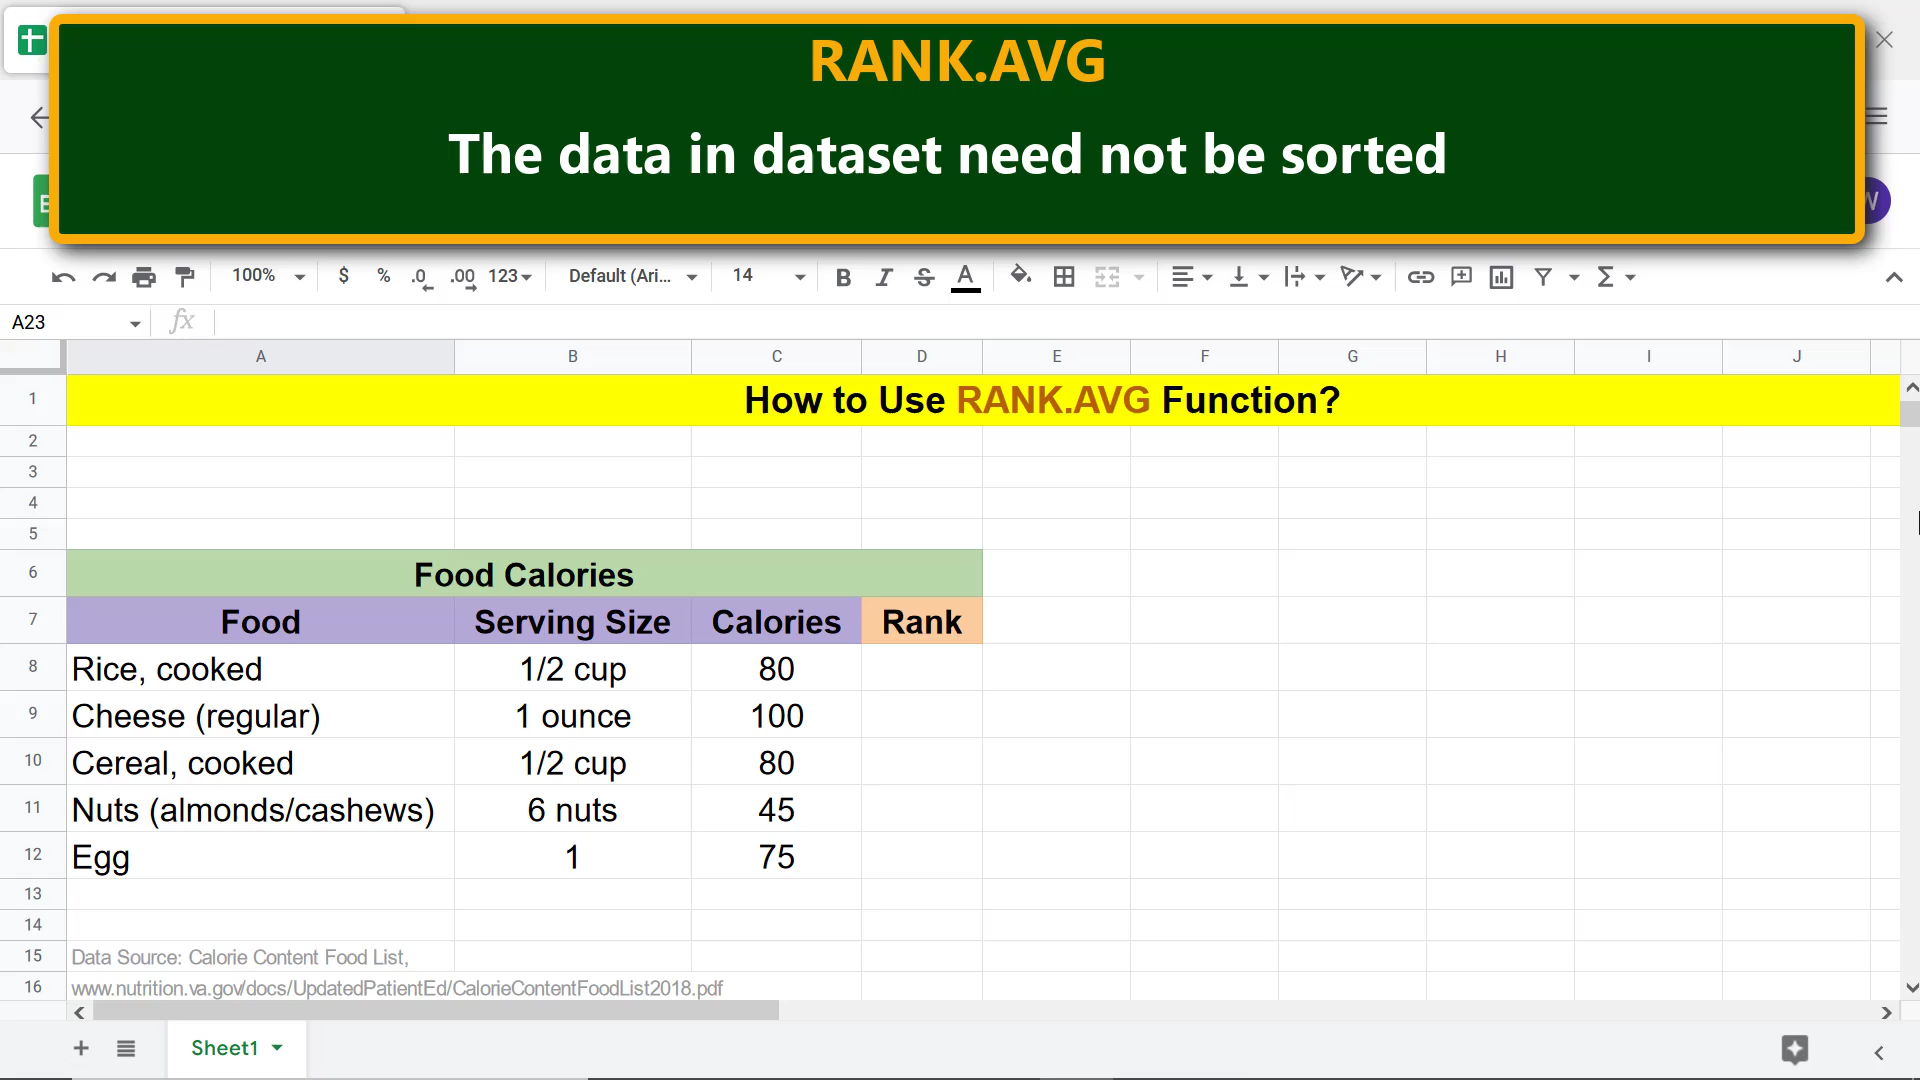 RANK.AVG
The data in dataset need not be sorted
E
W
100% $ % .0 .00 123 Default (Ari... 14 B I S A Σ
A23 fx
A B C D E F G H I J
1 How to Use RANK.AVG Function?
2
3
4
5
6 Food Calories
7 Food Serving Size Calories Rank
8 Rice, cooked 1/2 cup 80
9 Cheese (regular) 1 ounce 100
10 Cereal, cooked 1/2 cup 80
11 Nuts (almonds/cashews) 6 nuts 45
12 Egg 1 75
13
14
15 Data Source: Calorie Content Food List,
16 www.nutrition.va.gov/docs/UpdatedPatientEd/CalorieContentFoodList2018.pdf
+ Sheet1